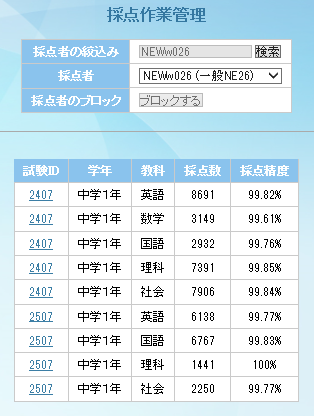 採点作業管理
採点者の絞込み NEWw026 検索
採点者 NEWw026 (一般NE26)
採点者のブロック ブロックする
試験ID 学年 教科 採点数 採点精度
2407 中学1年 英語 8691 99.82%
2407 中学1年 数学 3149 99.61%
2407 中学1年 国語 2932 99.76%
2407 中学1年 理科 7391 99.85%
2407 中学1年 社会 7906 99.84%
2507 中学1年 英語 6138 99.77%
2507 中学1年 国語 6767 99.83%
2507 中学1年 理科 1441 100%
2507 中学1年 社会 2250 99.77%